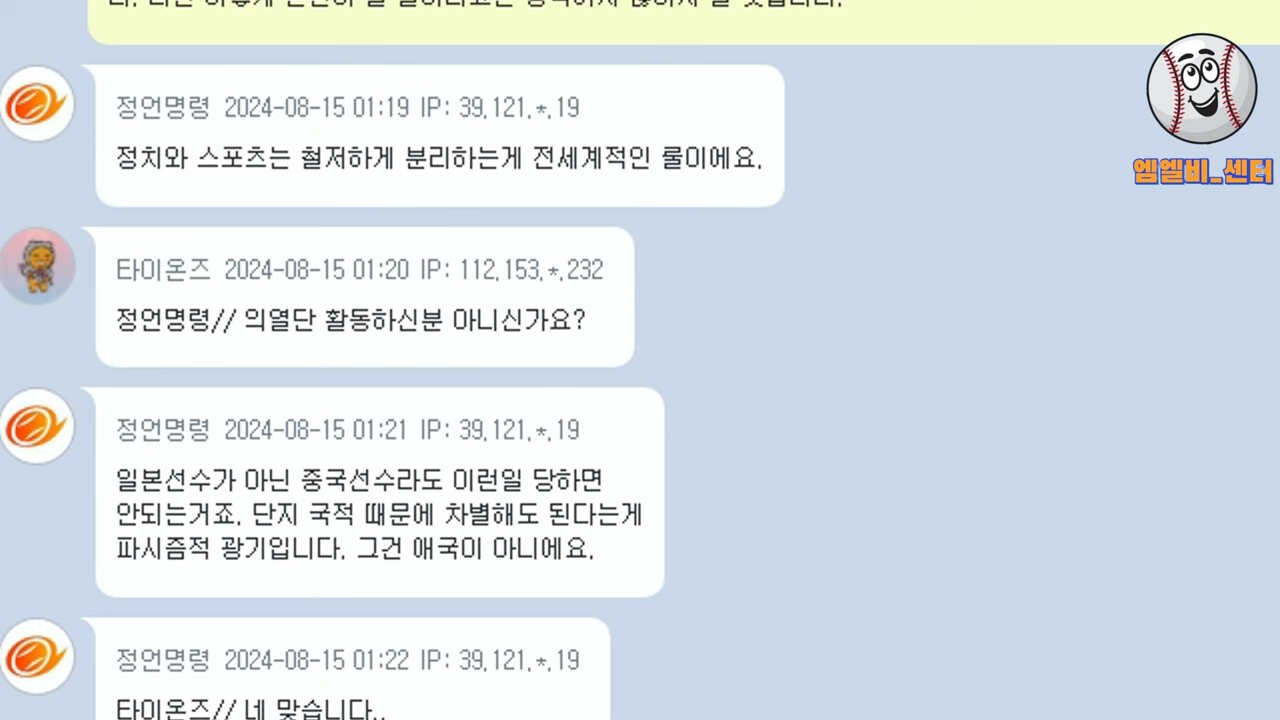 정언명령 2024-08-15 01:19 IP: 39.121.*.19
정치와 스포츠는 철저하게 분리하는게 전세계적인 룰이에요.
엠엘비_센터
타이온즈 2024-08-15 01:20 IP: 112.153.*.232
정언명령// 의열단 활동하신분 아니신가요?
정언명령 2024-08-15 01:21 IP: 39.121.*.19
일본선수가 아닌 중국선수라도 이런일 당하면
안되는거죠. 단지 국적 때문에 차별해도 된다는게
파시즘적 광기입니다. 그건 애국이 아니에요.
정언명령 2024-08-15 01:22 IP: 39.121.*.19
타이온즈// 네 맞습니다..